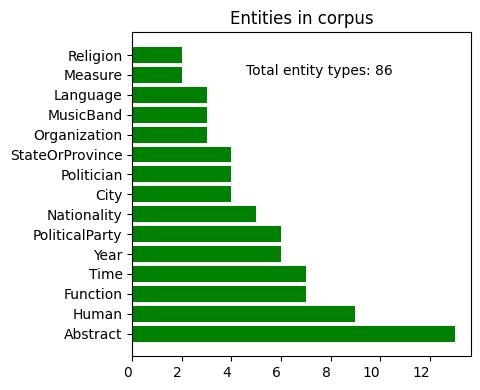 Entities in corpus
Total entity types: 86
Religion
Measure
Language
MusicBand
Organization
StateOrProvince
Politician
City
Nationality
PoliticalParty
Year
Time
Function
Human
Abstract
0 2 4 6 8 10 12